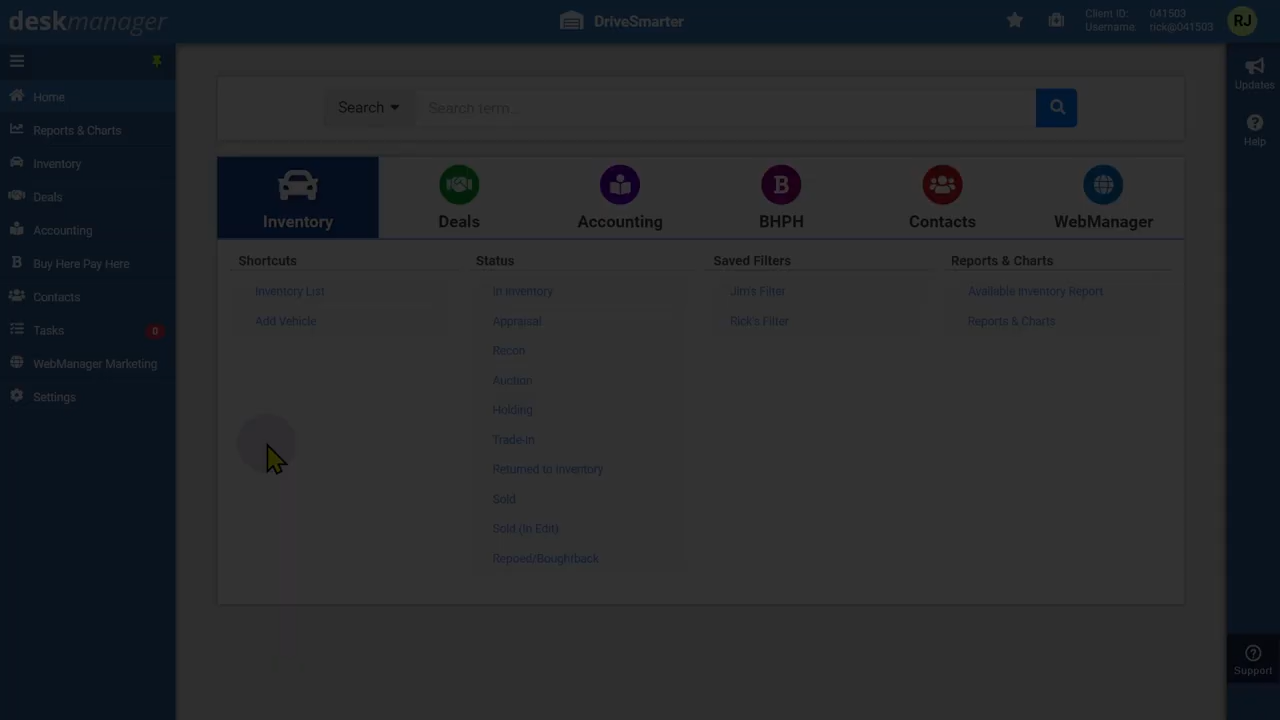 deskmanager
DriveSmarter
Client ID: 041503
Username: rick@041503
RJ
Home
Reports & Charts
Inventory
Deals
Accounting
Buy Here Pay Here
Contacts
Tasks 0
WebManager Marketing
Settings
Updates
Help
Support
Search Search term...
Inventory Deals Accounting B BHPH Contacts WebManager
Shortcuts
Inventory List
Add Vehicle
Status
In Inventory
Appraisal
Recon
Auction
Holding
Trade-in
Returned to Inventory
Sold
Sold (In Edit)
Repoed/Boughtback
Saved Filters
Jim's Filter
Rick's Filter
Reports & Charts
Available Inventory Report
Reports & Charts